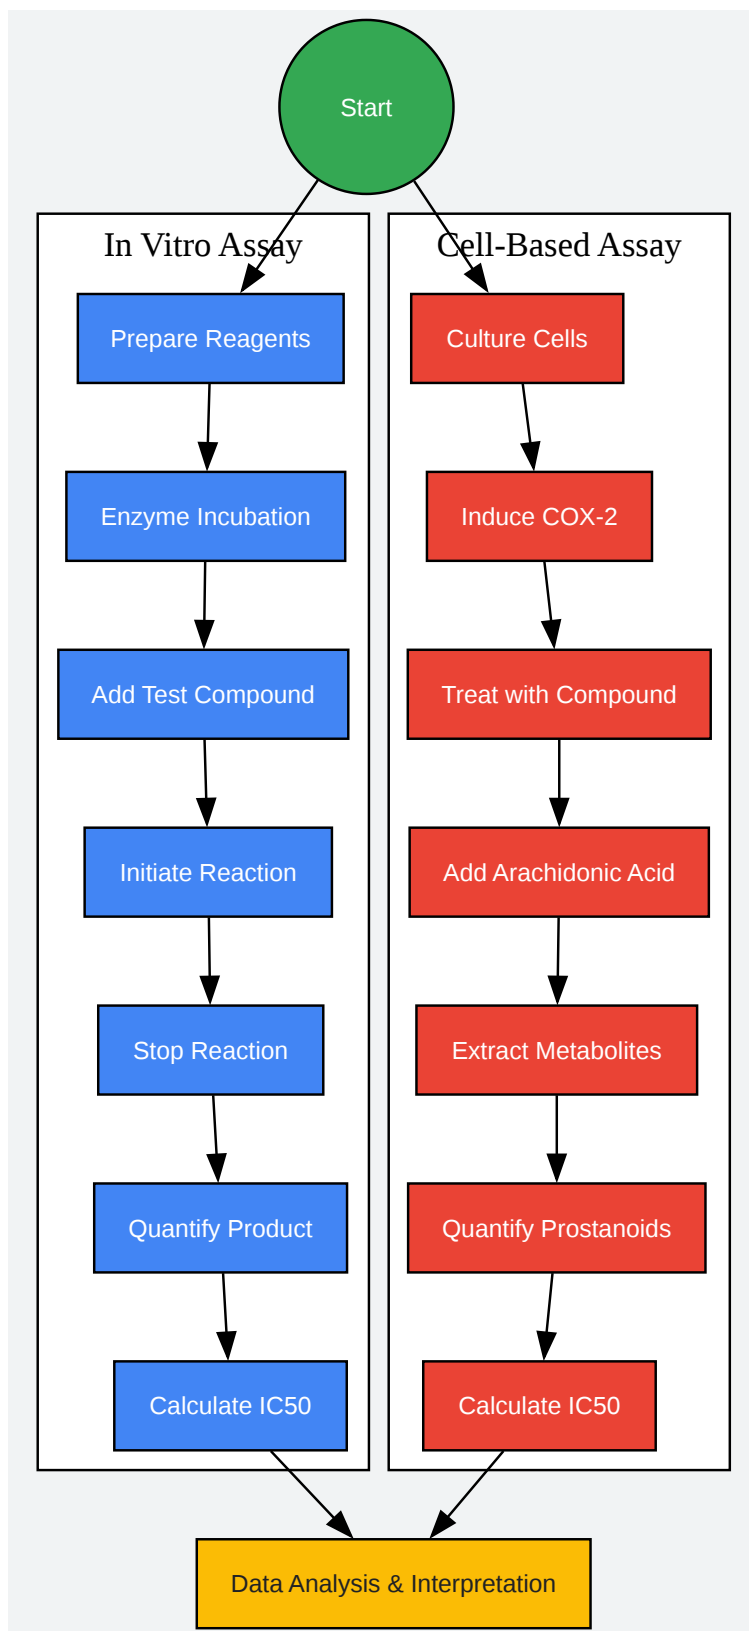 Start
In Vitro Assay
Prepare Reagents
Enzyme Incubation
Add Test Compound
Initiate Reaction
Stop Reaction
Quantify Product
Calculate IC50
Cell-Based Assay
Culture Cells
Induce COX-2
Treat with Compound
Add Arachidonic Acid
Extract Metabolites
Quantify Prostanoids
Calculate IC50
Data Analysis & Interpretation